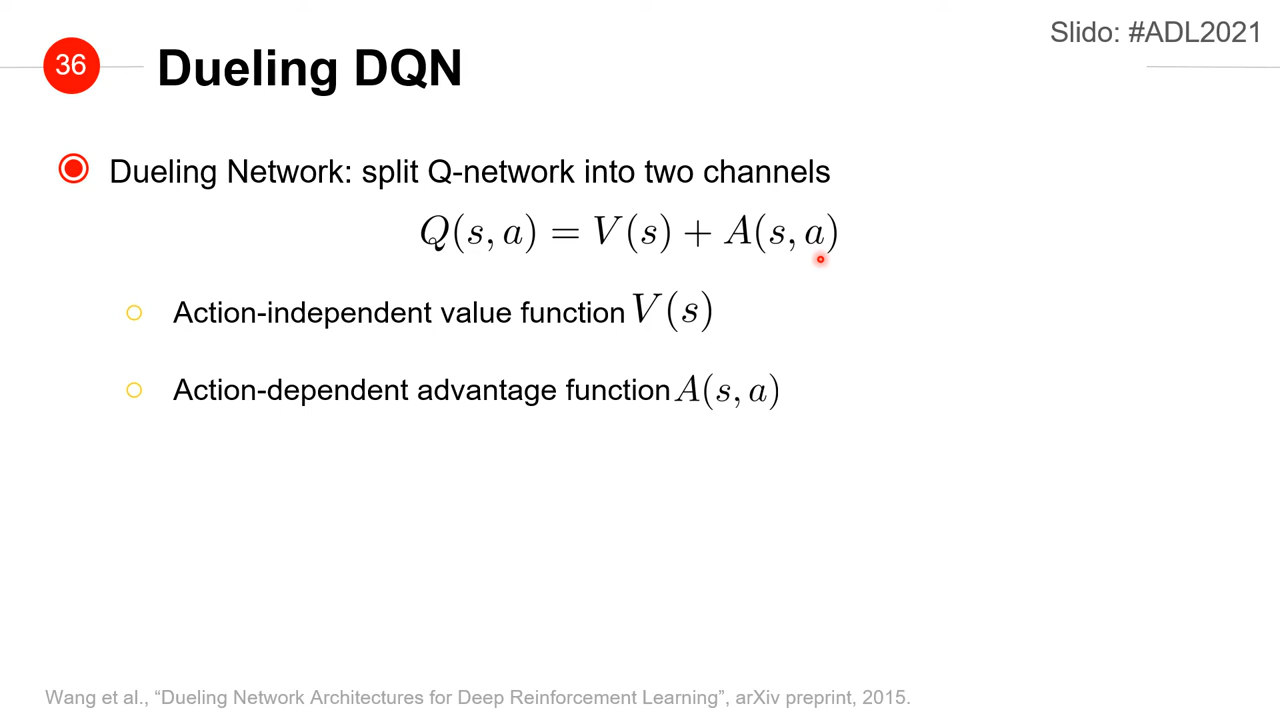 Slido: #ADL2021
36
Dueling DQN
Dueling Network: split Q-network into two channels
Q(s, a) = V(s) + A(s, a)
Action-independent value function V(s)
Action-dependent advantage function A(s, a)
Wang et al., “Dueling Network Architectures for Deep Reinforcement Learning”, arXiv preprint, 2015.